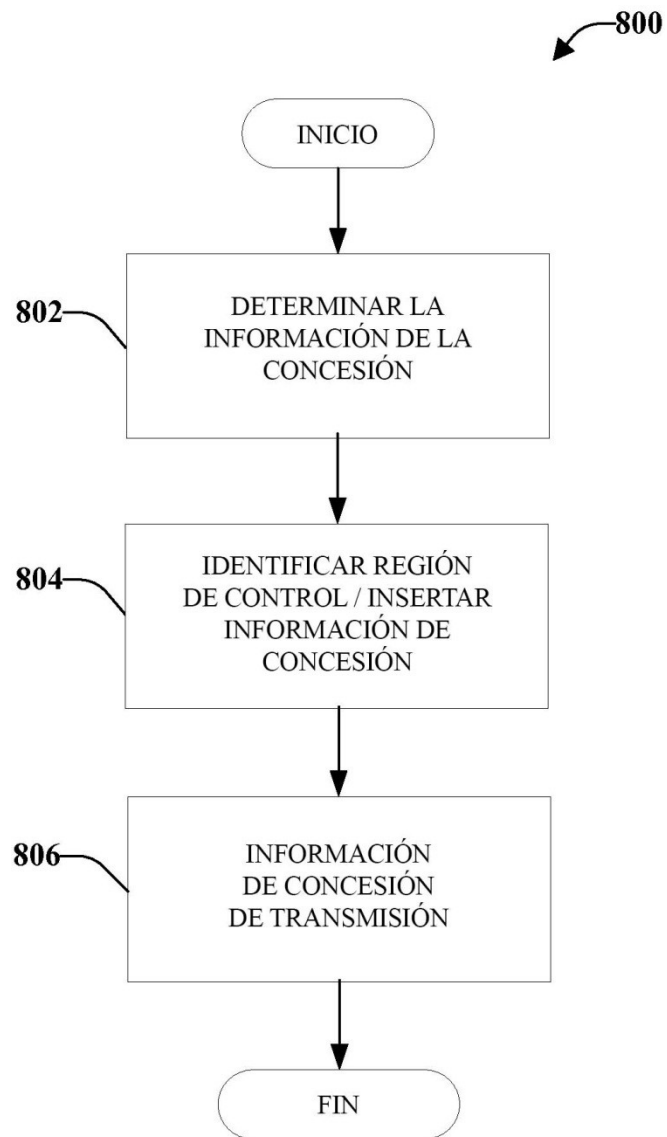 800
INICIO
802
DETERMINAR LA
INFORMACIÓN DE LA
CONCESIÓN
804
IDENTIFICAR REGIÓN
DE CONTROL / INSERTAR
INFORMACIÓN DE
CONCESIÓN
806
INFORMACIÓN
DE CONCESIÓN
DE TRANSMISIÓN
FIN